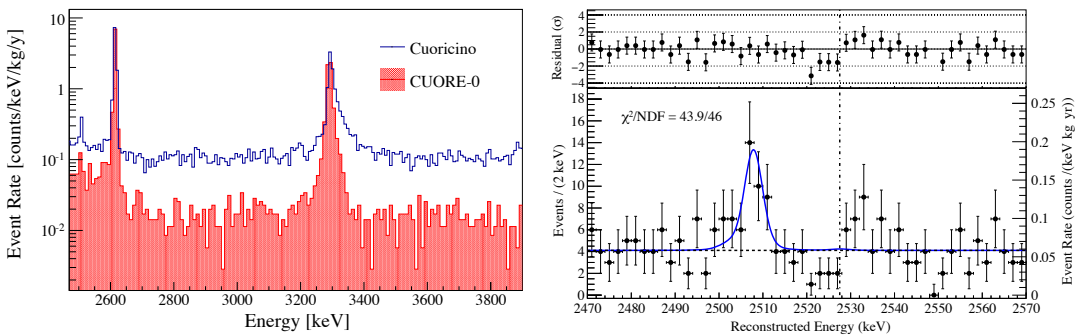 Event Rate [counts/keV/kg/y]
10
1
10⁻¹
10⁻²
Cuoricino
CUORE-0
2600 2800 3000 3200 3400 3600 3800
Energy [keV]
Residual (σ)
4
2
0
−2
−4
χ²/NDF = 43.9/46
Events / (2 keV)
18
16
14
12
10
8
6
4
2
0
0.25
0.20
0.15
0.10
0.05
0.00
Event Rate (counts /(keV kg yr))
2470 2480 2490 2500 2510 2520 2530 2540 2550 2560 2570
Reconstructed Energy (keV)